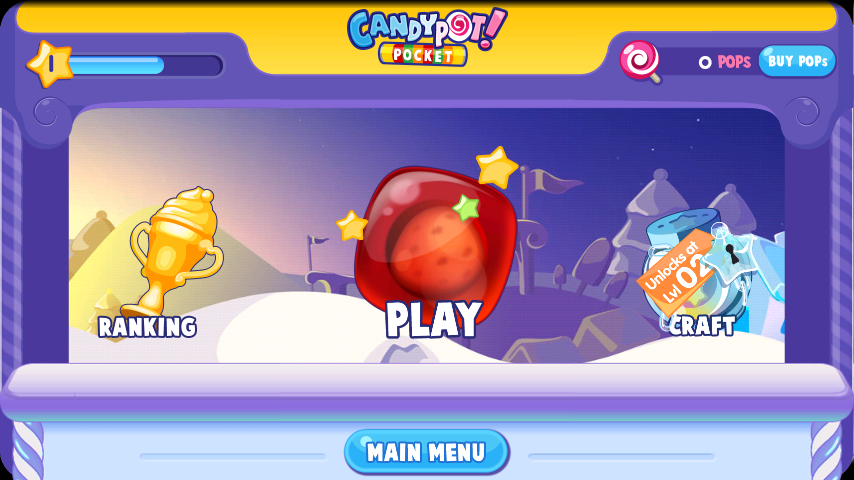 CANDYPOT!
POCKET
1
0 POPS
BUY POPs
Unlocks at
Lvl 02
RANKING
PLAY
CRAFT
MAIN MENU